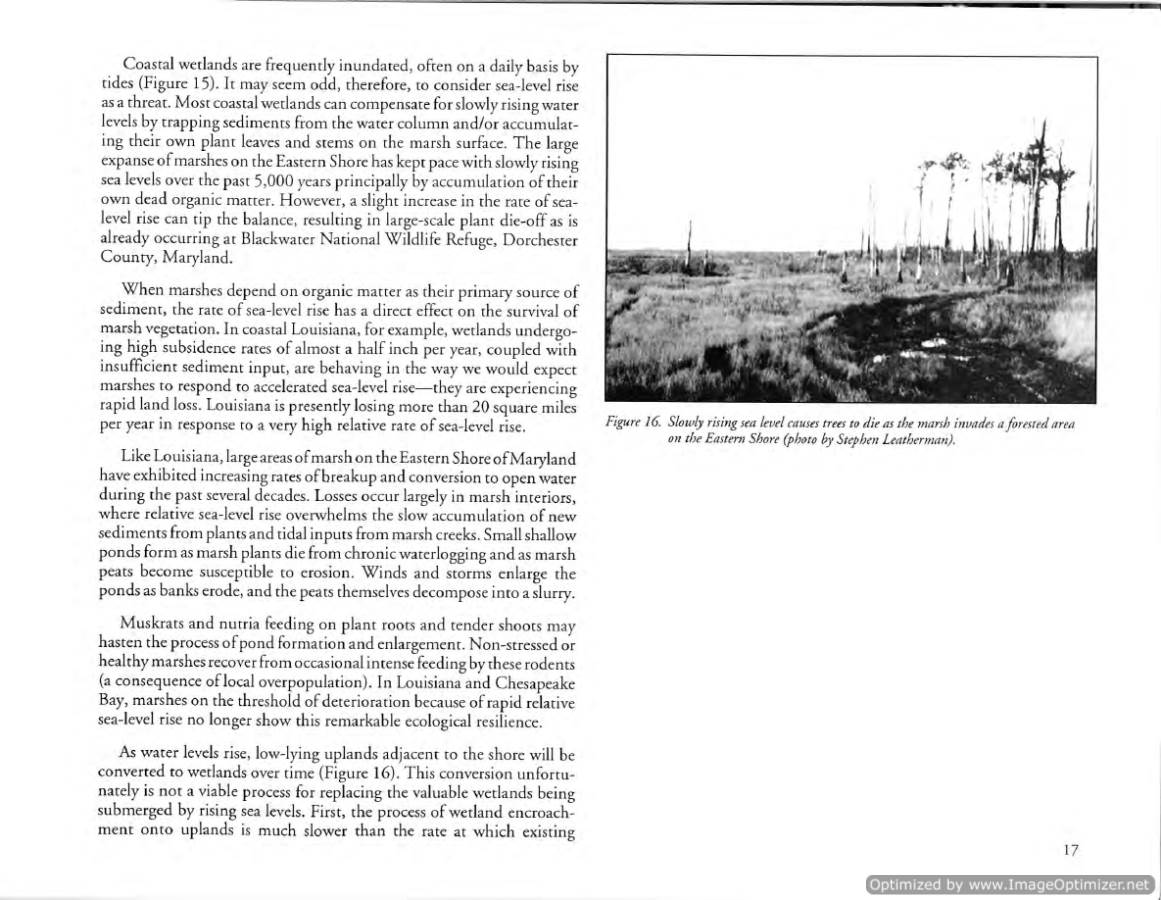 Coastal wetlands are frequently inundated, often on a daily basis by
tides (Figure 15). It may seem odd, therefore, to consider sea-level rise
as a threat. Most coastal wetlands can compensate for slowly rising water
levels by trapping sediments from the water column and/or accumulat-
ing their own plant leaves and stems on the marsh surface. The large
expanse of marshes on the Eastern Shore has kept pace with slowly rising
sea levels over the past 5,000 years principally by accumulation of their
own dead organic matter. However, a slight increase in the rate of sea-
level rise can tip the balance, resulting in large-scale plant die-off as is
already occurring at Blackwater National Wildlife Refuge, Dorchester
County, Maryland.
When marshes depend on organic matter as their primary source of
sediment, the rate of sea-level rise has a direct effect on the survival of
marsh vegetation. In coastal Louisiana, for example, wetlands undergo-
ing high subsidence rates of almost a half inch per year, coupled with
insufficient sediment input, are behaving in the way we would expect
marshes to respond to accelerated sea-level rise—they are experiencing
rapid land loss. Louisiana is presently losing more than 20 square miles
per year in response to a very high relative rate of sea-level rise.
Like Louisiana, large areas of marsh on the Eastern Shore of Maryland
have exhibited increasing rates of breakup and conversion to open water
during the past several decades. Losses occur largely in marsh interiors,
where relative sea-level rise overwhelms the slow accumulation of new
sediments from plants and tidal inputs from marsh creeks. Small shallow
ponds form as marsh plants die from chronic waterlogging and as marsh
peats become susceptible to erosion. Winds and storms enlarge the
ponds as banks erode, and the peats themselves decompose into a slurry.
Muskrats and nutria feeding on plant roots and tender shoots may
hasten the process of pond formation and enlargement. Non-stressed or
healthy marshes recover from occasional intense feeding by these rodents
(a consequence of local overpopulation). In Louisiana and Chesapeake
Bay, marshes on the threshold of deterioration because of rapid relative
sea-level rise no longer show this remarkable ecological resilience.
As water levels rise, low-lying uplands adjacent to the shore will be
converted to wetlands over time (Figure 16). This conversion unfortu-
nately is not a viable process for replacing the valuable wetlands being
submerged by rising sea levels. First, the process of wetland encroach-
ment onto uplands is much slower than the rate at which existing
Figure 16. Slowly rising sea level causes trees to die as the marsh invades a forested area
on the Eastern Shore (photo by Stephen Leatherman).
17
Optimized by www.ImageOptimizer.net